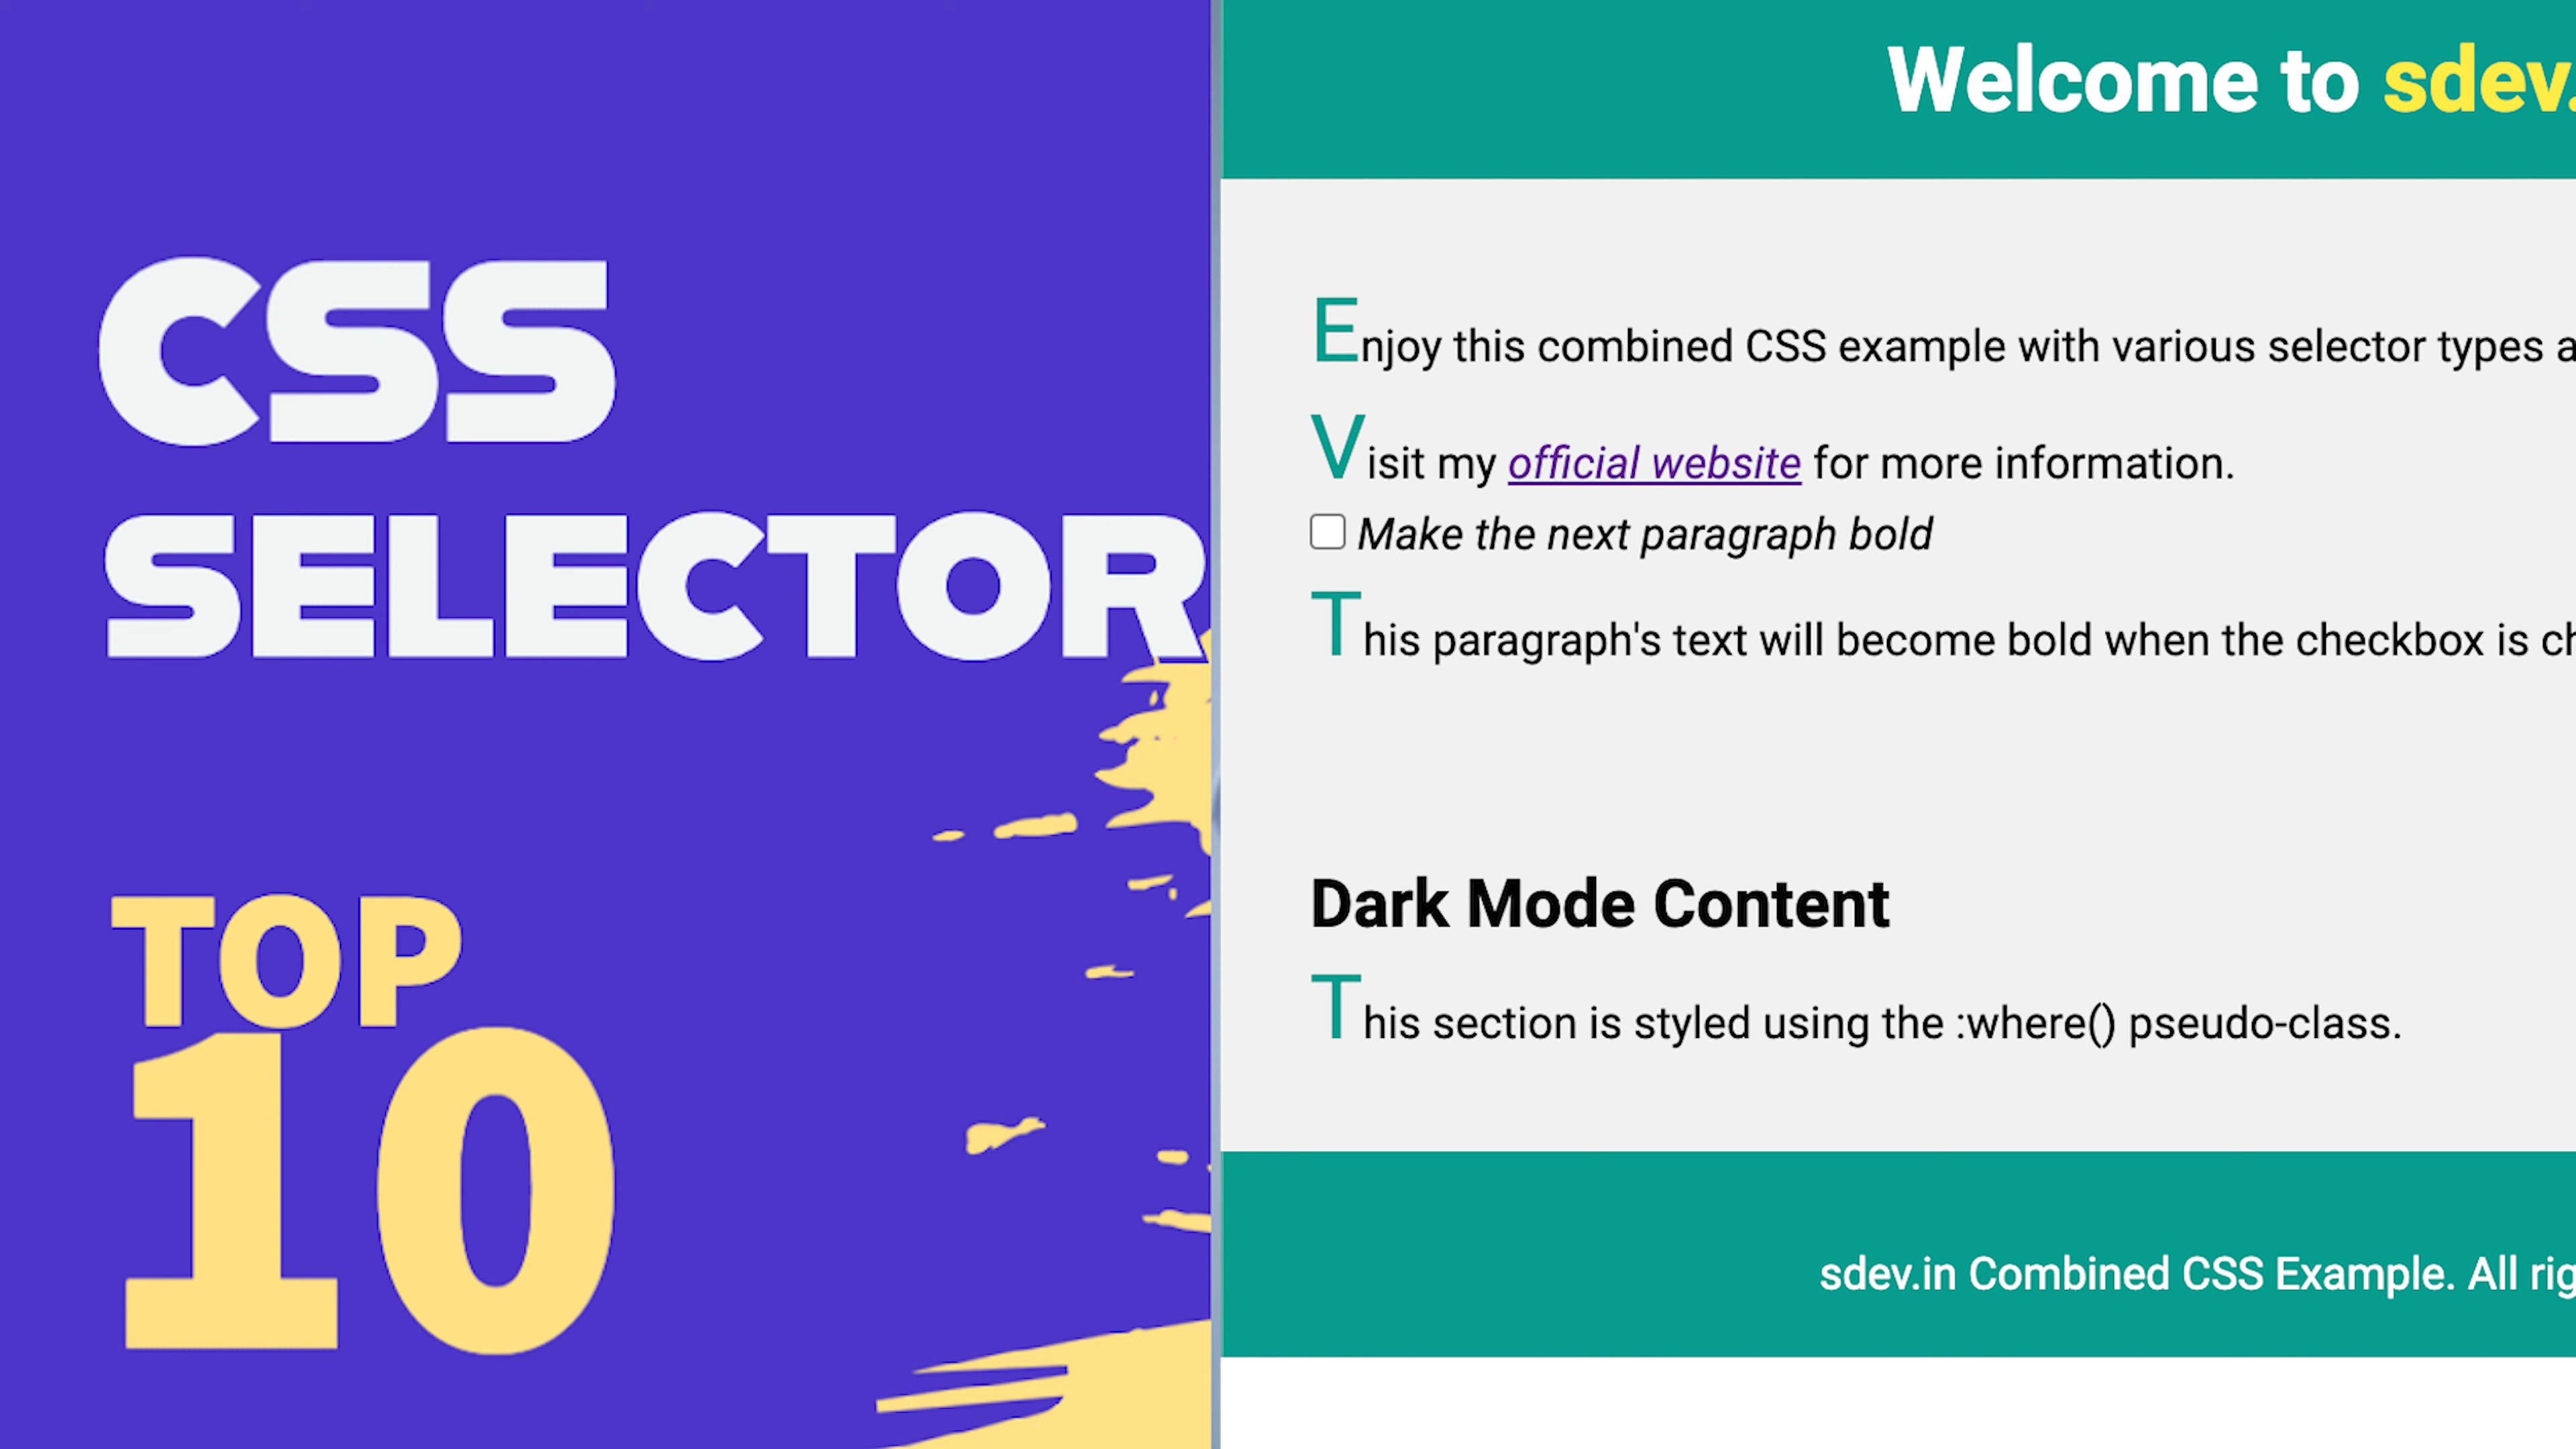 CSS
SELECTOR
TOP
10
Welcome to sdev.
Enjoy this combined CSS example with various selector types a
Visit my official website for more information.
Make the next paragraph bold
This paragraph's text will become bold when the checkbox is ch
Dark Mode Content
This section is styled using the :where() pseudo-class.
sdev.in Combined CSS Example. All rig